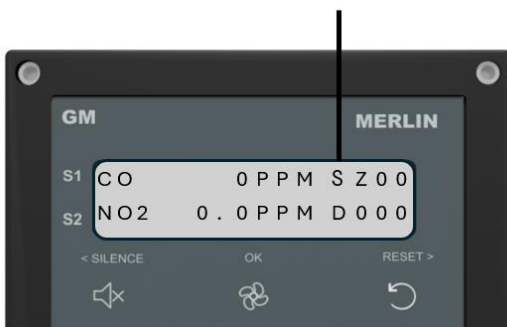 GM MERLIN
S1 CO 0PPM SZ00
S2 NO2 0.0PPM D000
< SILENCE OK RESET >